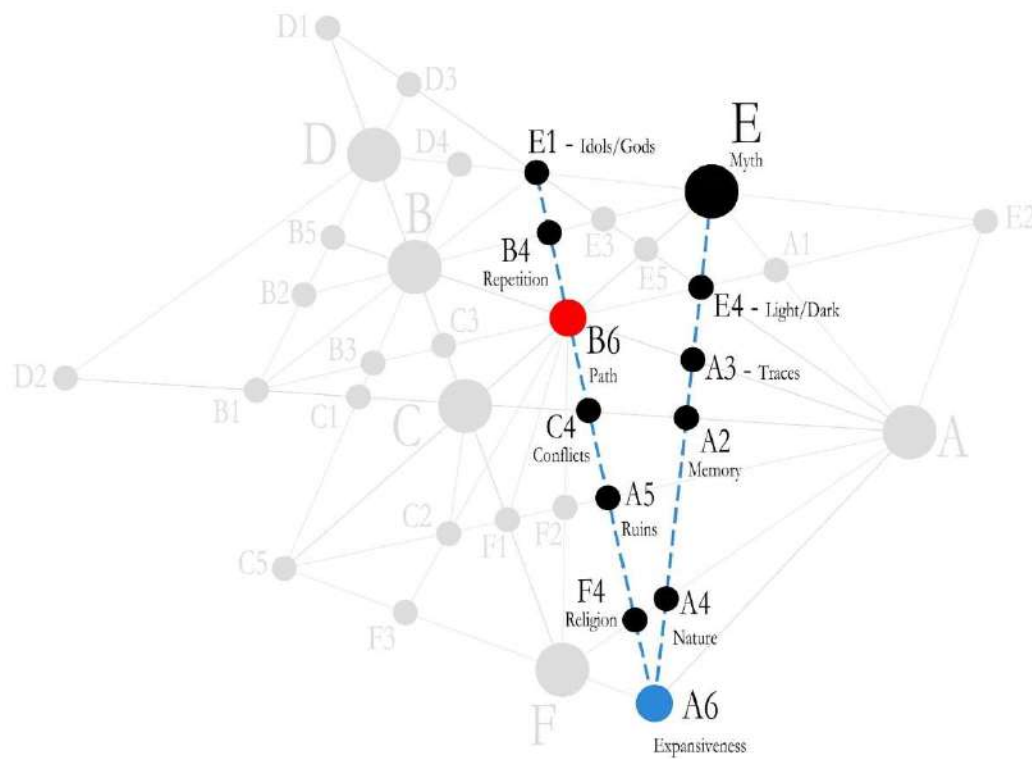 D1
D3
D
D4
E1 - Idols/Gods
E
Myth
B5
B
B4
Repetition
E3
E5
A1
E2
B2
C3
B6
Path
E4 - Light/Dark
D2
B3
B1
C1
C
C4
Conflicts
A3 - Traces
A2
Memory
A
C2
F1
F2
A5
Ruins
C5
F3
F4
Religion
A4
Nature
F
A6
Expansiveness